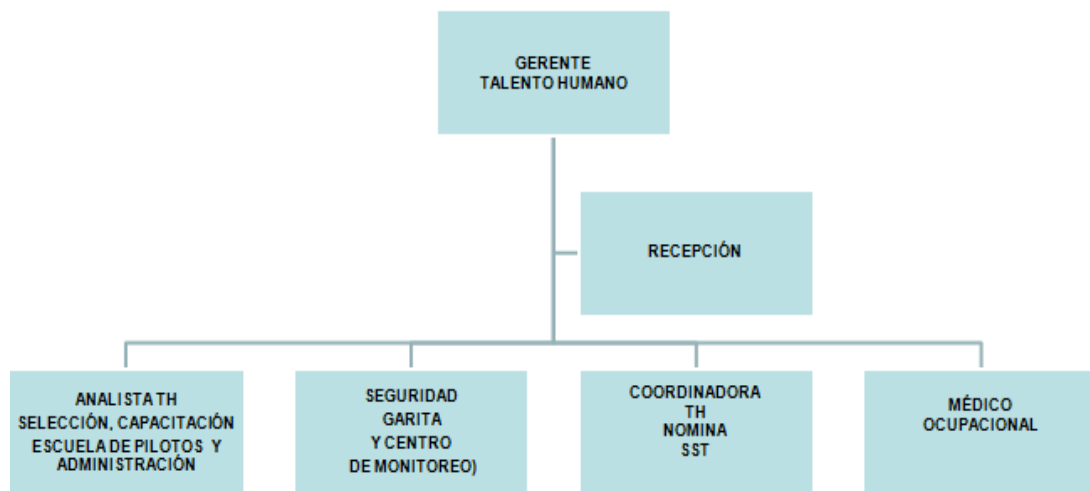 GERENTE
TALENTO HUMANO
RECEPCIÓN
ANALISTA TH
SELECCIÓN, CAPACITACIÓN
ESCUELA DE PILOTOS Y
ADMINISTRACIÓN
SEGURIDAD
GARITA
Y CENTRO
DE MONITOREO)
COORDINADORA
TH
NOMINA
SST
MÉDICO
OCUPACIONAL